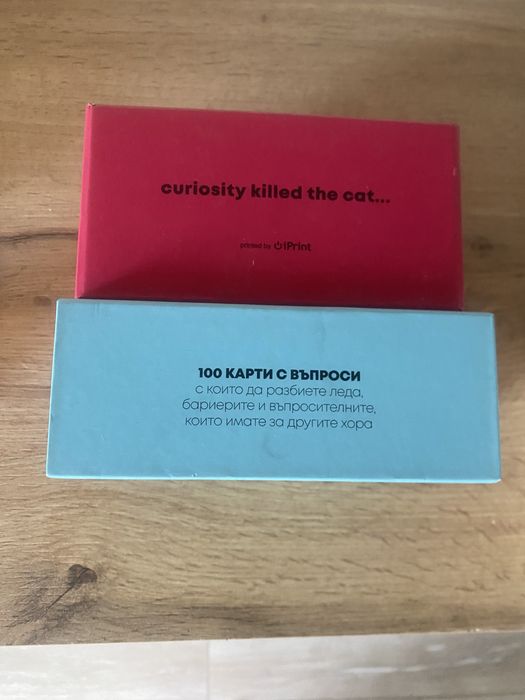 curiosity killed the cat...
printed by iPrint
100 КАРТИ С ВЪПРОСИ
с които да разбиете леда,
бариерите и въпросителните,
които имате за другите хора